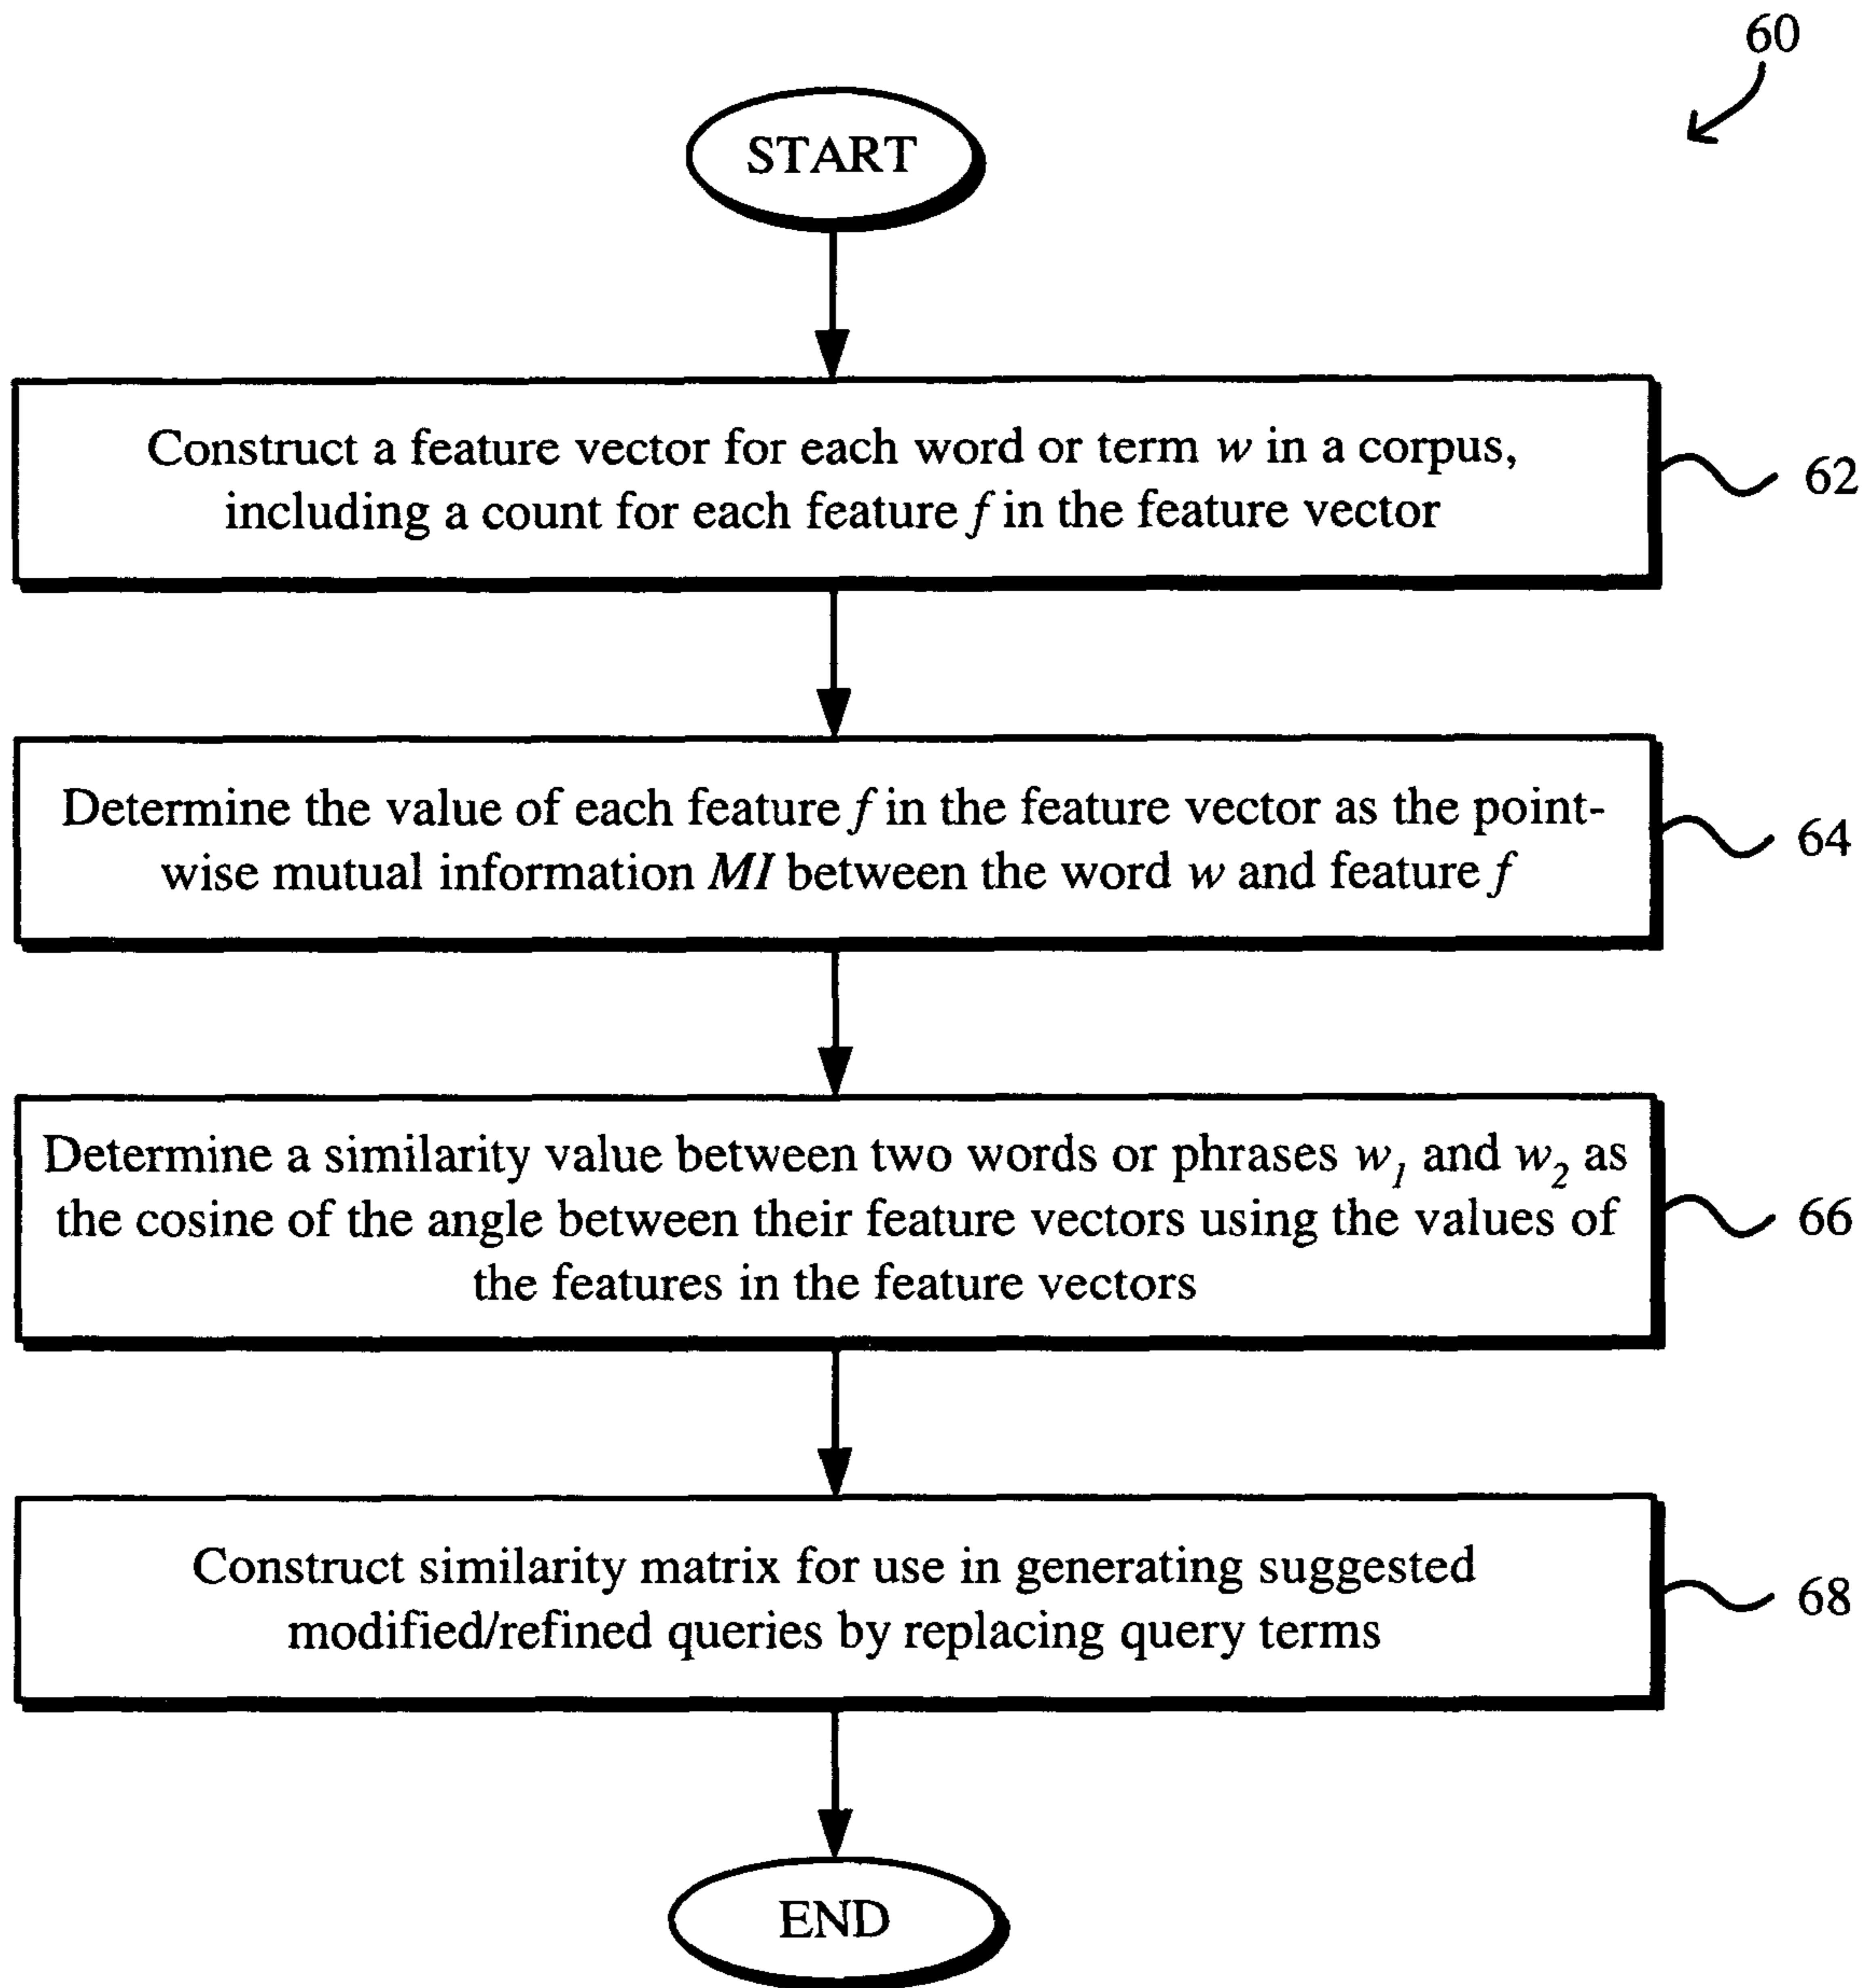 60
START
Construct a feature vector for each word or term w in a corpus,
including a count for each feature f in the feature vector
62
Determine the value of each feature f in the feature vector as the point-
wise mutual information MI between the word w and feature f
64
Determine a similarity value between two words or phrases w₁ and w₂ as
the cosine of the angle between their feature vectors using the values of
the features in the feature vectors
66
Construct similarity matrix for use in generating suggested
modified/refined queries by replacing query terms
68
END